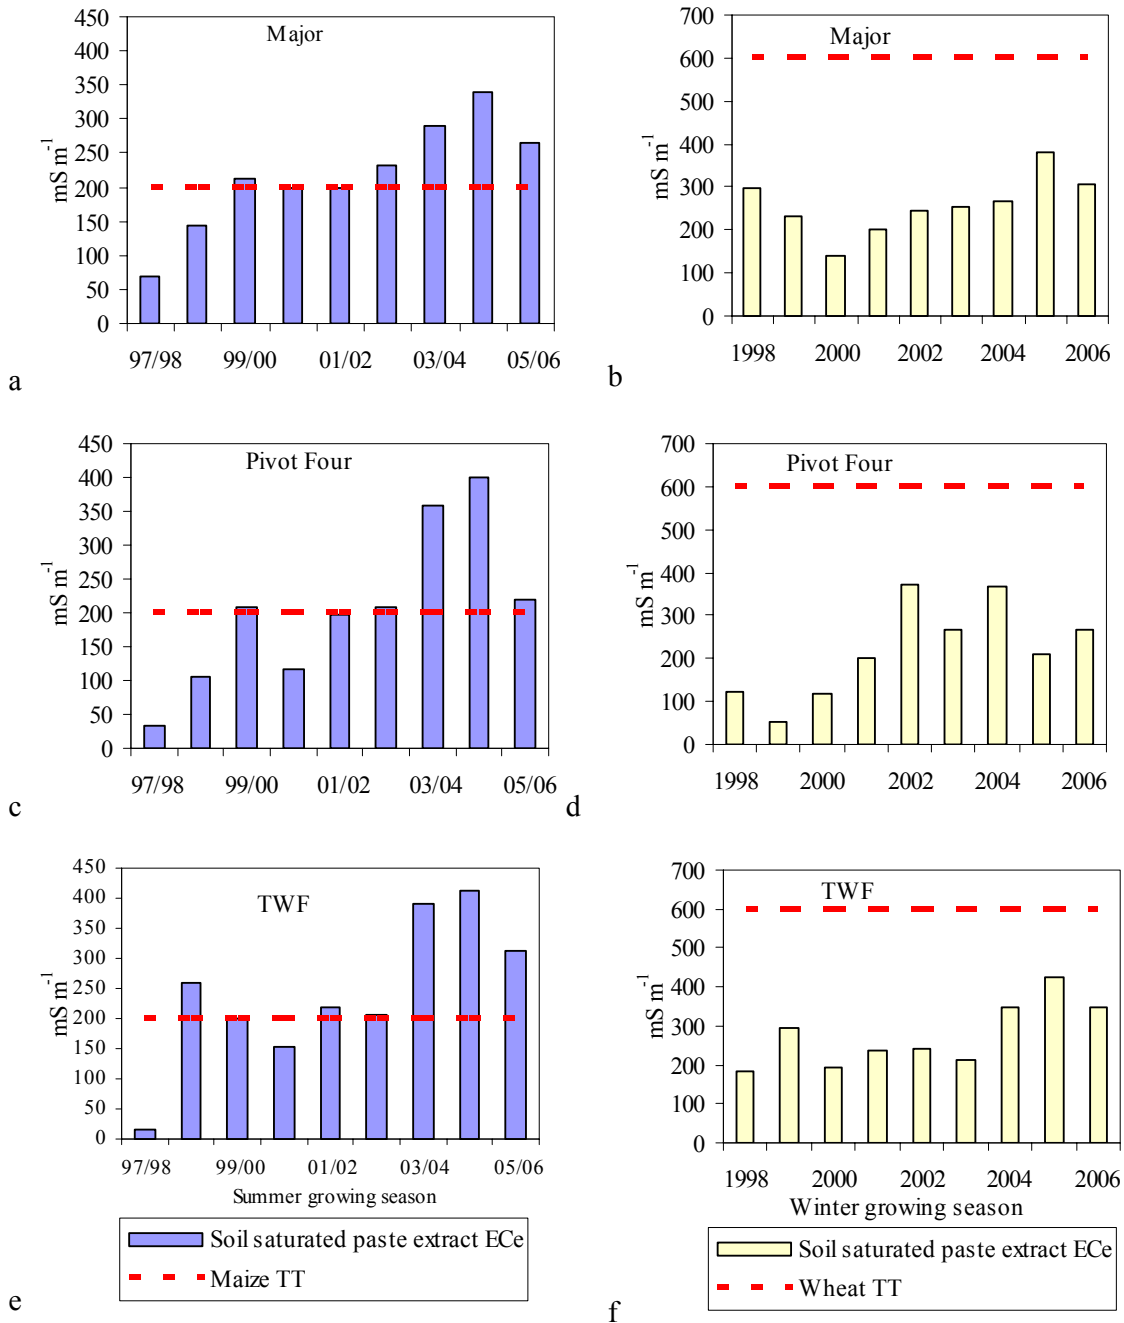 Major
mS m⁻¹
450
400
350
300
250
200
150
100
50
0
97/98 99/00 01/02 03/04 05/06
a
Major
mS m⁻¹
700
600
500
400
300
200
100
0
1998 2000 2002 2004 2006
b
Pivot Four
mS m⁻¹
450
400
350
300
250
200
150
100
50
0
97/98 99/00 01/02 03/04 05/06
c
Pivot Four
mS m⁻¹
700
600
500
400
300
200
100
0
1998 2000 2002 2004 2006
d
TWF
mS m⁻¹
450
400
350
300
250
200
150
100
50
0
97/98 99/00 01/02 03/04 05/06
Summer growing season
Soil saturated paste extract ECe
Maize TT
e
TWF
mS m⁻¹
700
600
500
400
300
200
100
0
1998 2000 2002 2004 2006
Winter growing season
Soil saturated paste extract ECe
Wheat TT
f